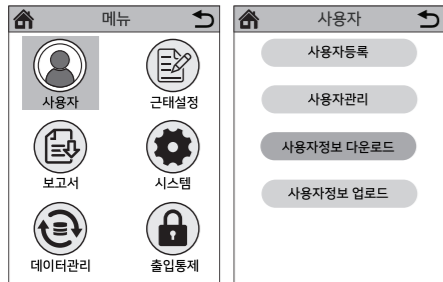 메뉴
사용자
근태설정
보고서
시스템
데이터관리
출입통제
사용자
사용자등록
사용자관리
사용자정보 다운로드
사용자정보 업로드